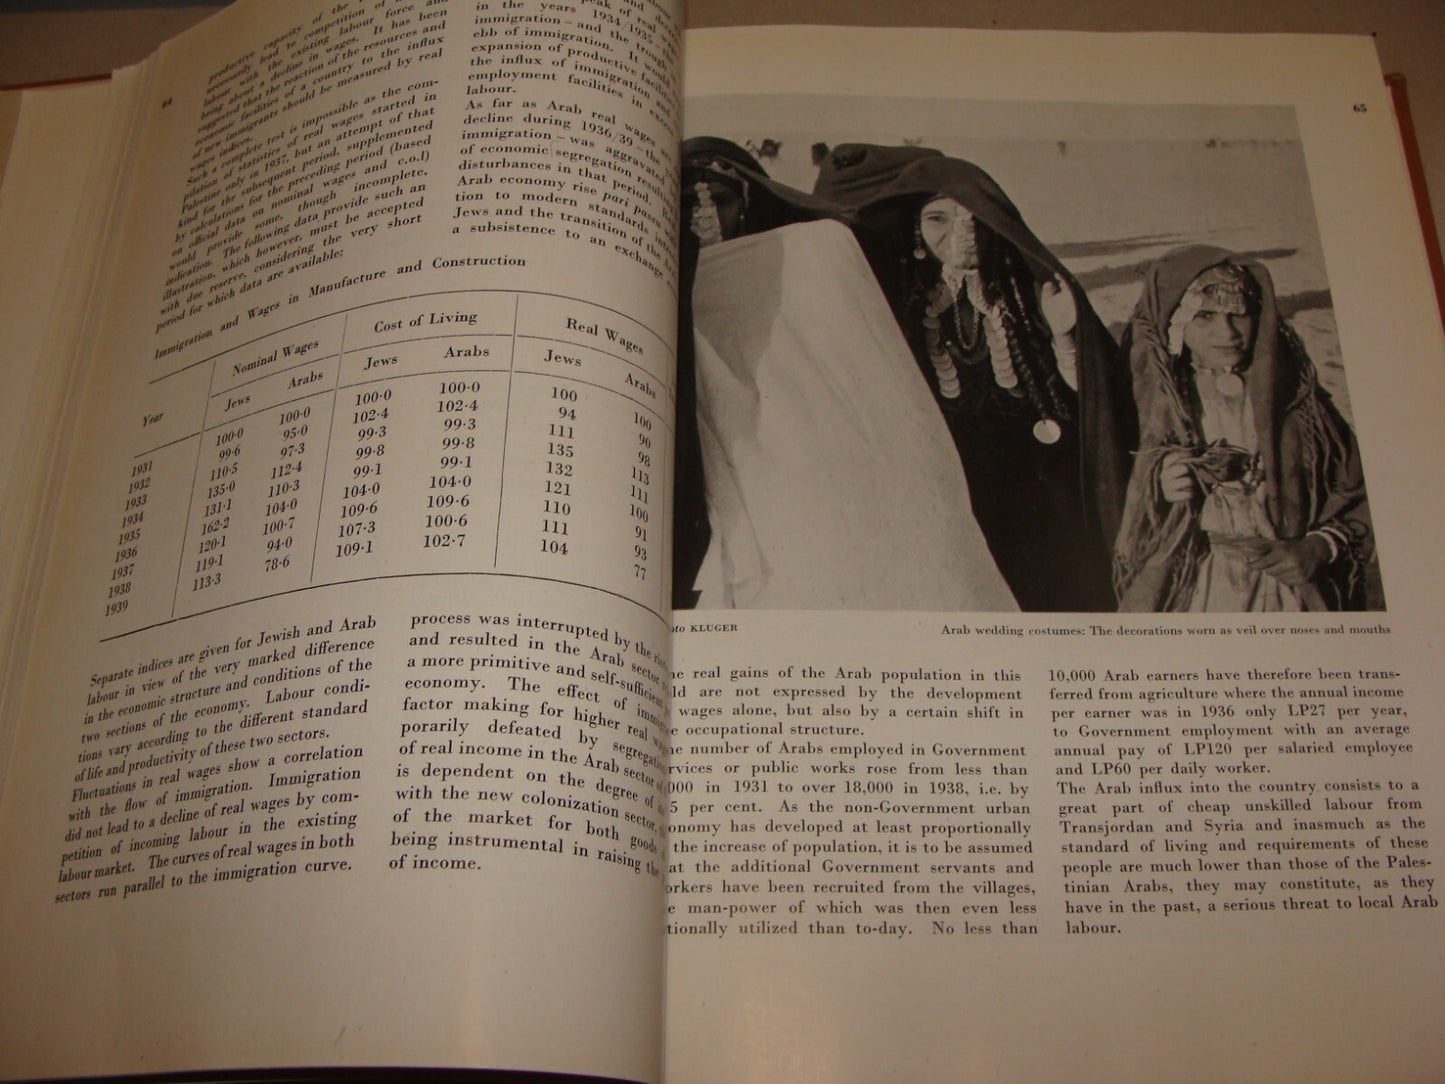 64
productive capacity of the
necessarily lead to competition of
labour with the existing labour force and
bring about a decline in wages. It has been
suggested that the reaction of the resources and
economic facilities of a country to the influx
of new immigrants should be measured by real
wages indices.
Such a complete test is impossible as the com-
pilation of statistics of real wages started in
Palestine only in 1937, but an attempt of that
kind for the subsequent period, supplemented
by calculations for the preceding period (based
on official data on nominal wages and c.o.l)
would provide some, though incomplete,
indication. The following data provide such an
illustration, which however, must be accepted
with due reserve, considering the very short
period for which data are available:
peak of real wages
in the years 1934/1935
immigration – and the trough
ebb of immigration. It would
expansion of productive facilities
the influx of immigration and
employment facilities in excess
labour.
As far as Arab real wages are
decline during 1936/39 – the
immigration – was aggravated by
of economic segregation resulting
disturbances in that period.
Arab economy rise pari passu with
tion to modern standards
Jews and the transition of the Arab
a subsistence to an exchange
Immigration and Wages in Manufacture and Construction
Year Nominal Wages Cost of Living Real Wages
Jews Arabs Jews Arabs Jews Arabs
1931 100·0 100·0 100·0 100·0 100 100
1932 99·6 95·0 102·4 102·4 94 90
1933 110·5 97·3 99·3 99·3 111 98
1934 135·0 112·4 99·8 99·8 135 113
1935 131·1 110·3 99·1 99·1 132 111
1936 162·2 104·0 104·0 104·0 121 100
1937 120·1 100·7 109·6 109·6 110 91
1938 119·1 94·0 107·3 100·6 111 93
1939 113·3 78·6 109·1 102·7 104 77
Separate indices are given for Jewish and Arab
labour in view of the very marked difference
in the economic structure and conditions of the
two sections of the economy. Labour condi-
tions vary according to the different standard
of life and productivity of these two sectors.
Fluctuations in real wages show a correlation
with the flow of immigration. Immigration
did not lead to a decline of real wages by com-
petition of incoming labour in the existing
labour market. The curves of real wages in both
sectors run parallel to the immigration curve.
process was interrupted by the
and resulted in the Arab sector
a more primitive and self-sufficient
economy. The effect of
factor making for higher real
porarily defeated by
of real income in the Arab sector
is dependent on the degree of
with the new colonization sector,
of the market for both goods
being instrumental in raising the
of income.
65
KLUGER
Arab wedding costumes: The decorations worn as veil over noses and mouths
real gains of the Arab population in this
are not expressed by the development
wages alone, but also by a certain shift in
occupational structure.
number of Arabs employed in Government
or public works rose from less than
in 1931 to over 18,000 in 1938, i.e. by
per cent. As the non-Government urban
has developed at least proportionally
the increase of population, it is to be assumed
the additional Government servants and
have been recruited from the villages,
man-power of which was then even less
utilized than to-day. No less than
10,000 Arab earners have therefore been trans-
ferred from agriculture where the annual income
per earner was in 1936 only LP27 per year,
to Government employment with an average
annual pay of LP120 per salaried employee
and LP60 per daily worker.
The Arab influx into the country consists to a
great part of cheap unskilled labour from
Transjordan and Syria and inasmuch as the
standard of living and requirements of these
people are much lower than those of the Pales-
tinian Arabs, they may constitute, as they
have in the past, a serious threat to local Arab
labour.